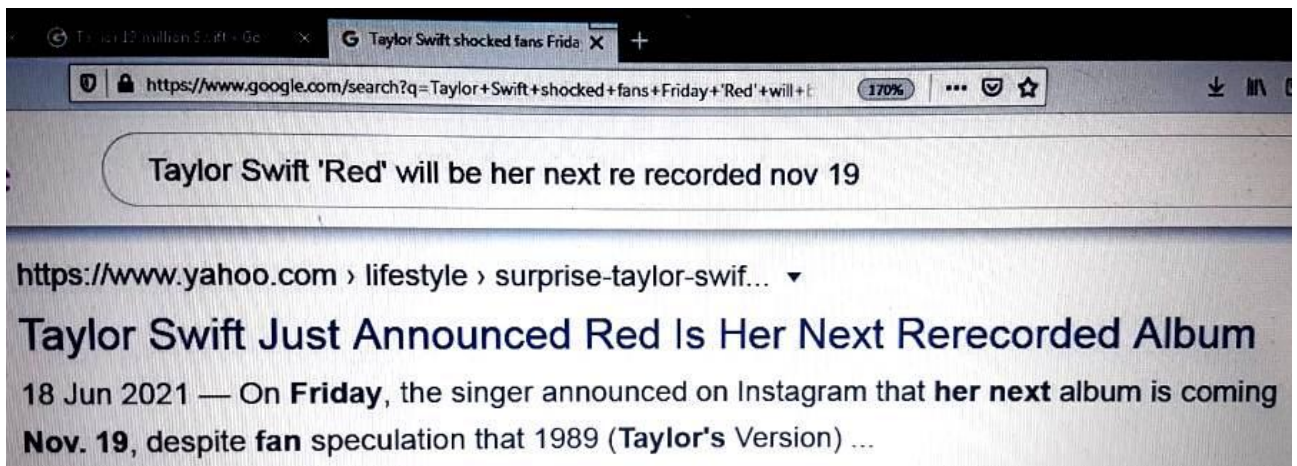 Taylor Swift shocked fans Frida
https://www.google.com/search?q=Taylor+Swift+shocked+fans+Friday+'Red'+will+
170%
Taylor Swift 'Red' will be her next re recorded nov 19
https://www.yahoo.com › lifestyle › surprise-taylor-swif...
Taylor Swift Just Announced Red Is Her Next Rerecorded Album
18 Jun 2021 — On Friday, the singer announced on Instagram that her next album is coming
Nov. 19, despite fan speculation that 1989 (Taylor's Version) ...